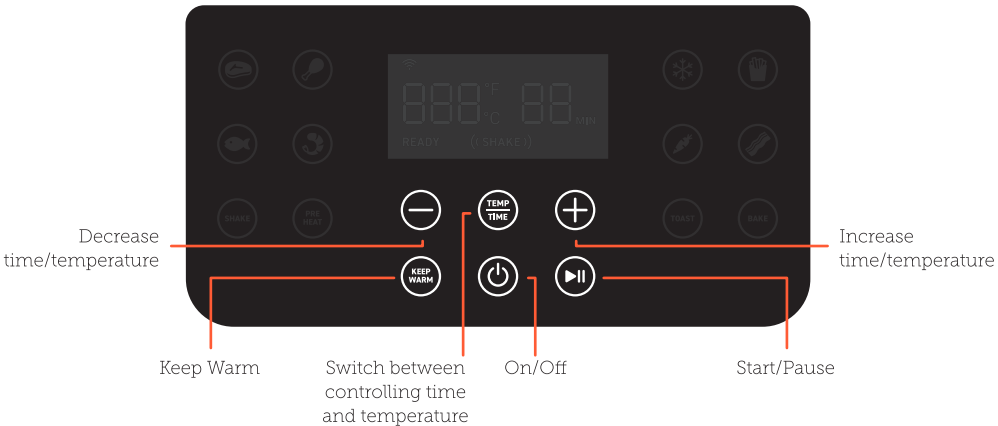 888 °F 88
°C MIN
READY ((SHAKE))
SHAKE
PRE
HEAT
TEMP
TIME
TOAST
BAKE
Decrease
time/temperature
Increase
time/temperature
KEEP
WARM
Keep Warm
Switch between
controlling time
and temperature
On/Off
Start/Pause